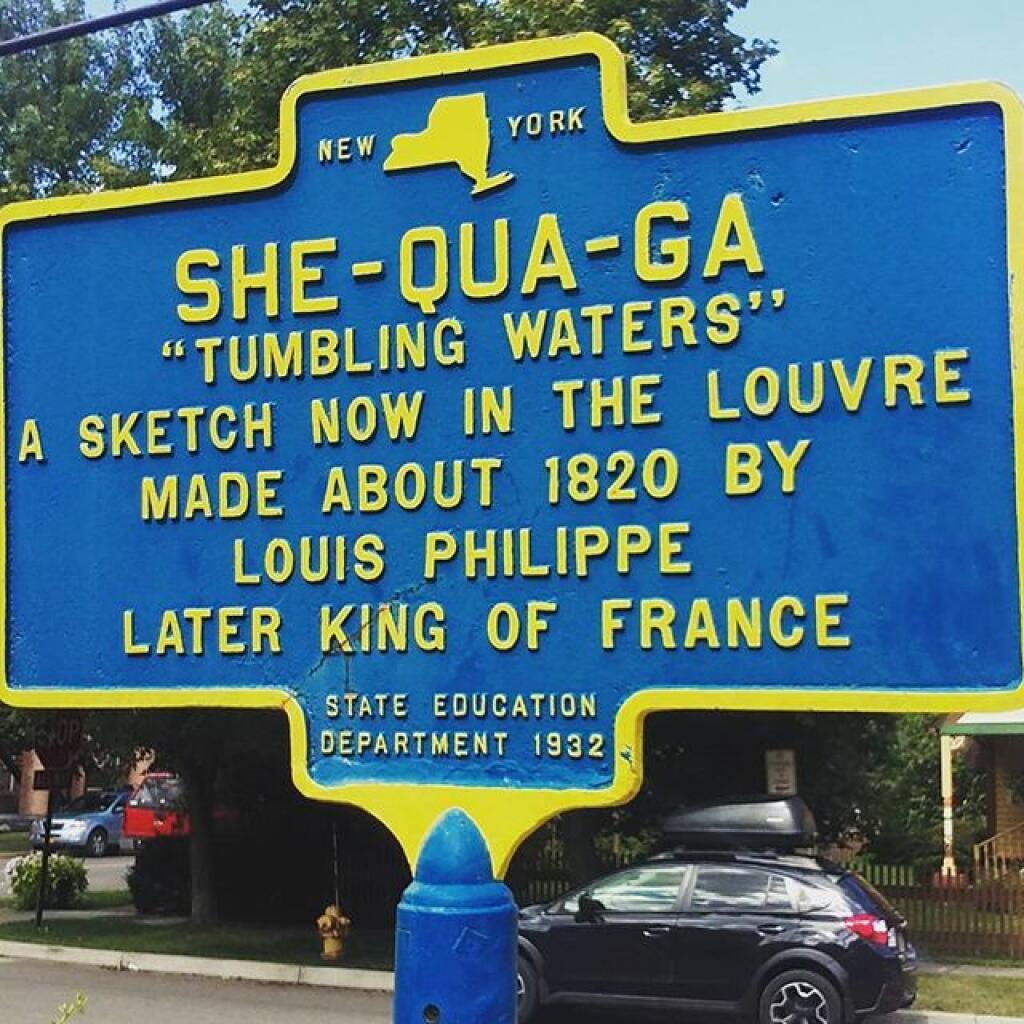 NEW YORK
SHE-QUA-GA
"TUMBLING WATERS"
A SKETCH NOW IN THE LOUVRE
MADE ABOUT 1820 BY
LOUIS PHILIPPE
LATER KING OF FRANCE
STATE EDUCATION
DEPARTMENT 1932
STOP